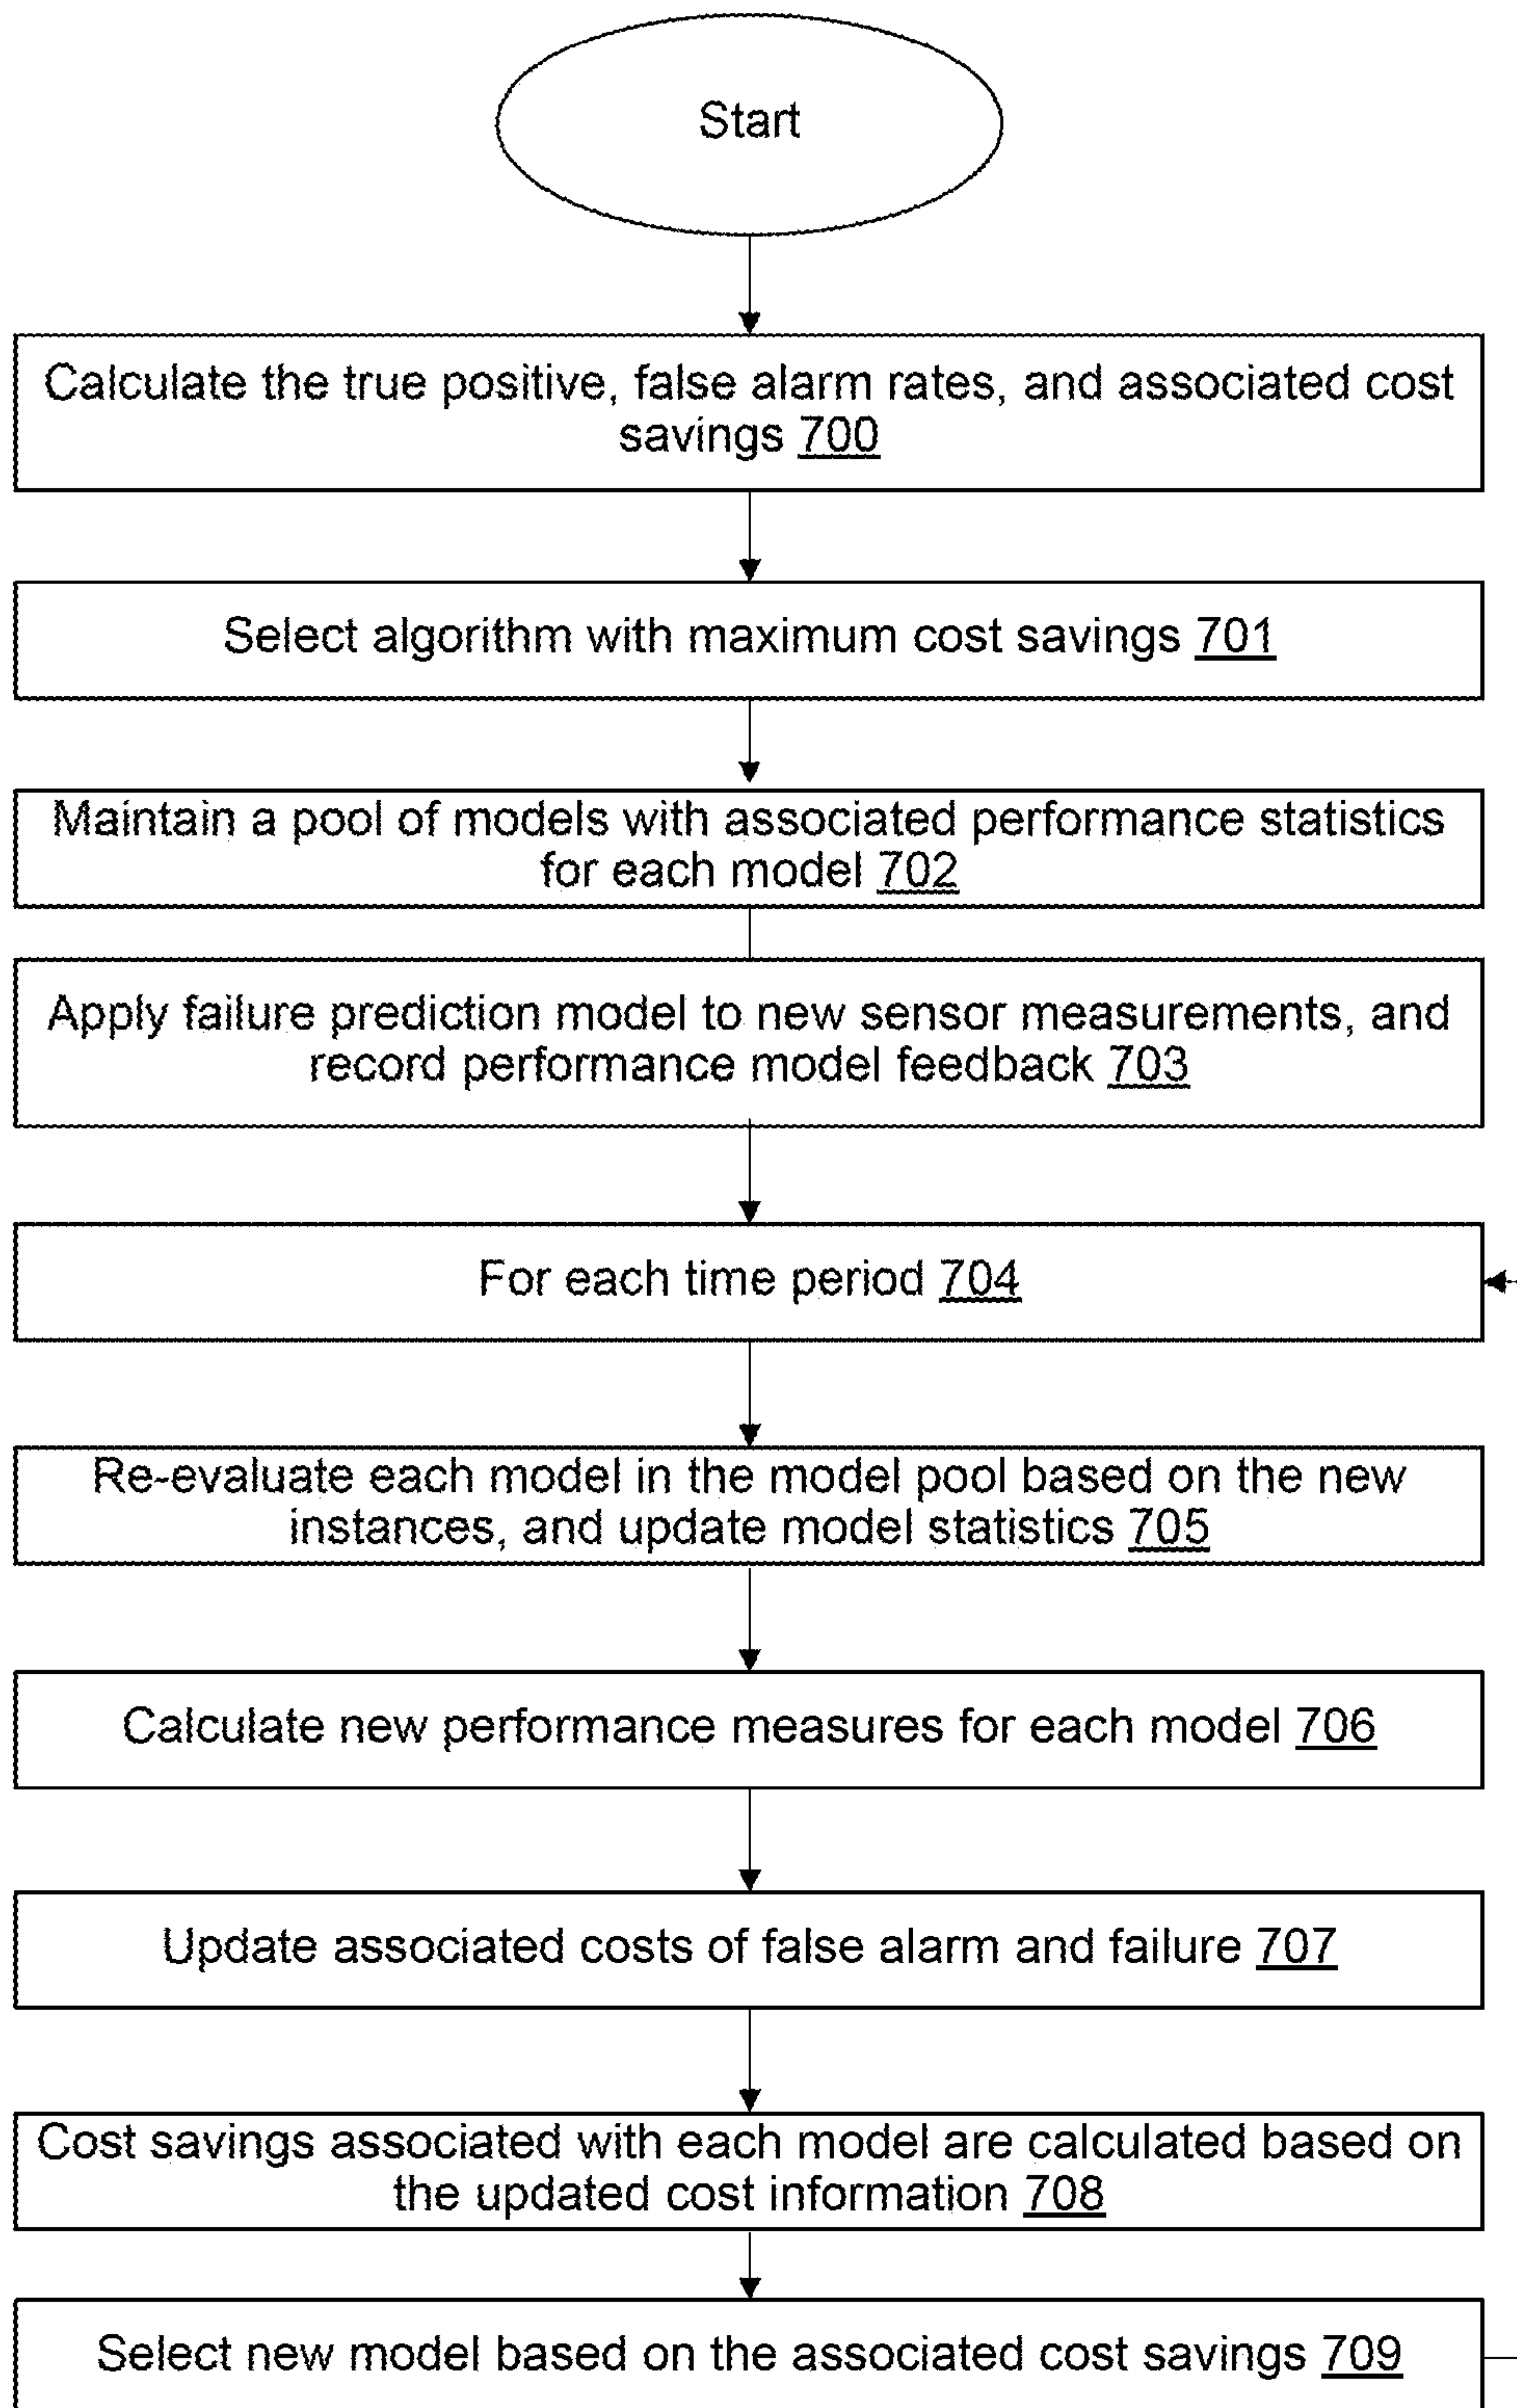 Start
Calculate the true positive, false alarm rates, and associated cost
savings 700
Select algorithm with maximum cost savings 701
Maintain a pool of models with associated performance statistics
for each model 702
Apply failure prediction model to new sensor measurements, and
record performance model feedback 703
For each time period 704
Re-evaluate each model in the model pool based on the new
instances, and update model statistics 705
Calculate new performance measures for each model 706
Update associated costs of false alarm and failure 707
Cost savings associated with each model are calculated based on
the updated cost information 708
Select new model based on the associated cost savings 709